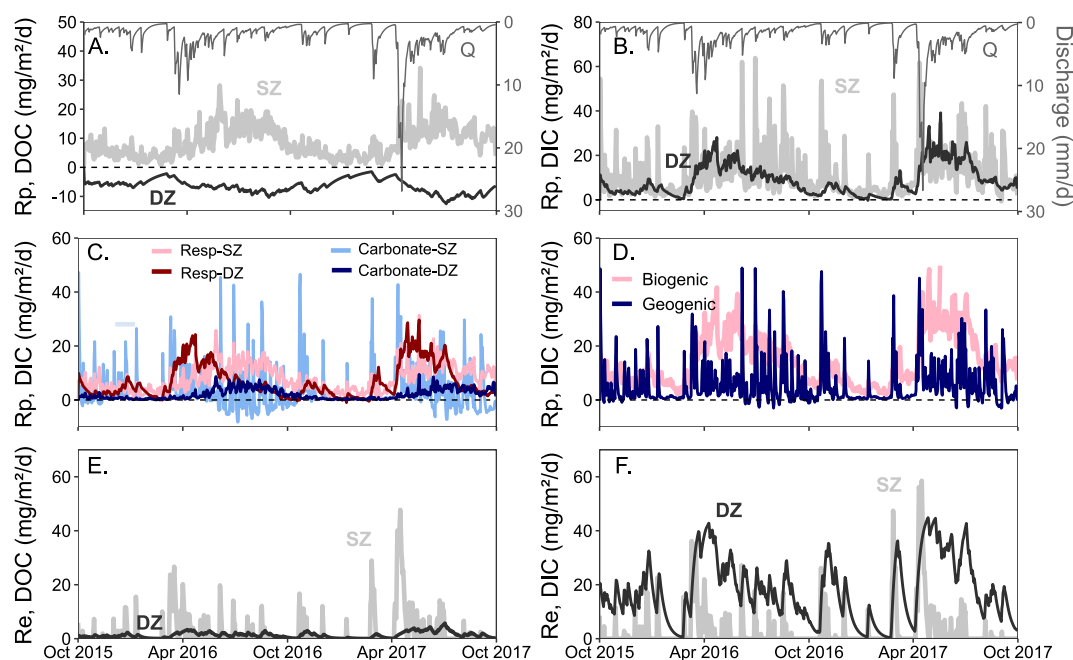 50
40
30
20
10
0
-10
Rp, DOC (mg/m²/d)
A.
Q
SZ
DZ
0
10
20
30
80
60
40
20
0
Rp, DIC (mg/m²/d)
B.
Q
SZ
DZ
0
10
20
30
Discharge (mm/d)
60
40
20
0
Rp, DIC (mg/m²/d)
C.
Resp-SZ
Resp-DZ
Carbonate-SZ
Carbonate-DZ
60
40
20
0
Rp, DIC (mg/m²/d)
D.
Biogenic
Geogenic
60
40
20
0
Re, DOC (mg/m²/d)
E.
SZ
DZ
Oct 2015 Apr 2016 Oct 2016 Apr 2017 Oct 2017
60
40
20
0
Re, DIC (mg/m²/d)
F.
SZ
DZ
Oct 2015 Apr 2016 Oct 2016 Apr 2017 Oct 2017